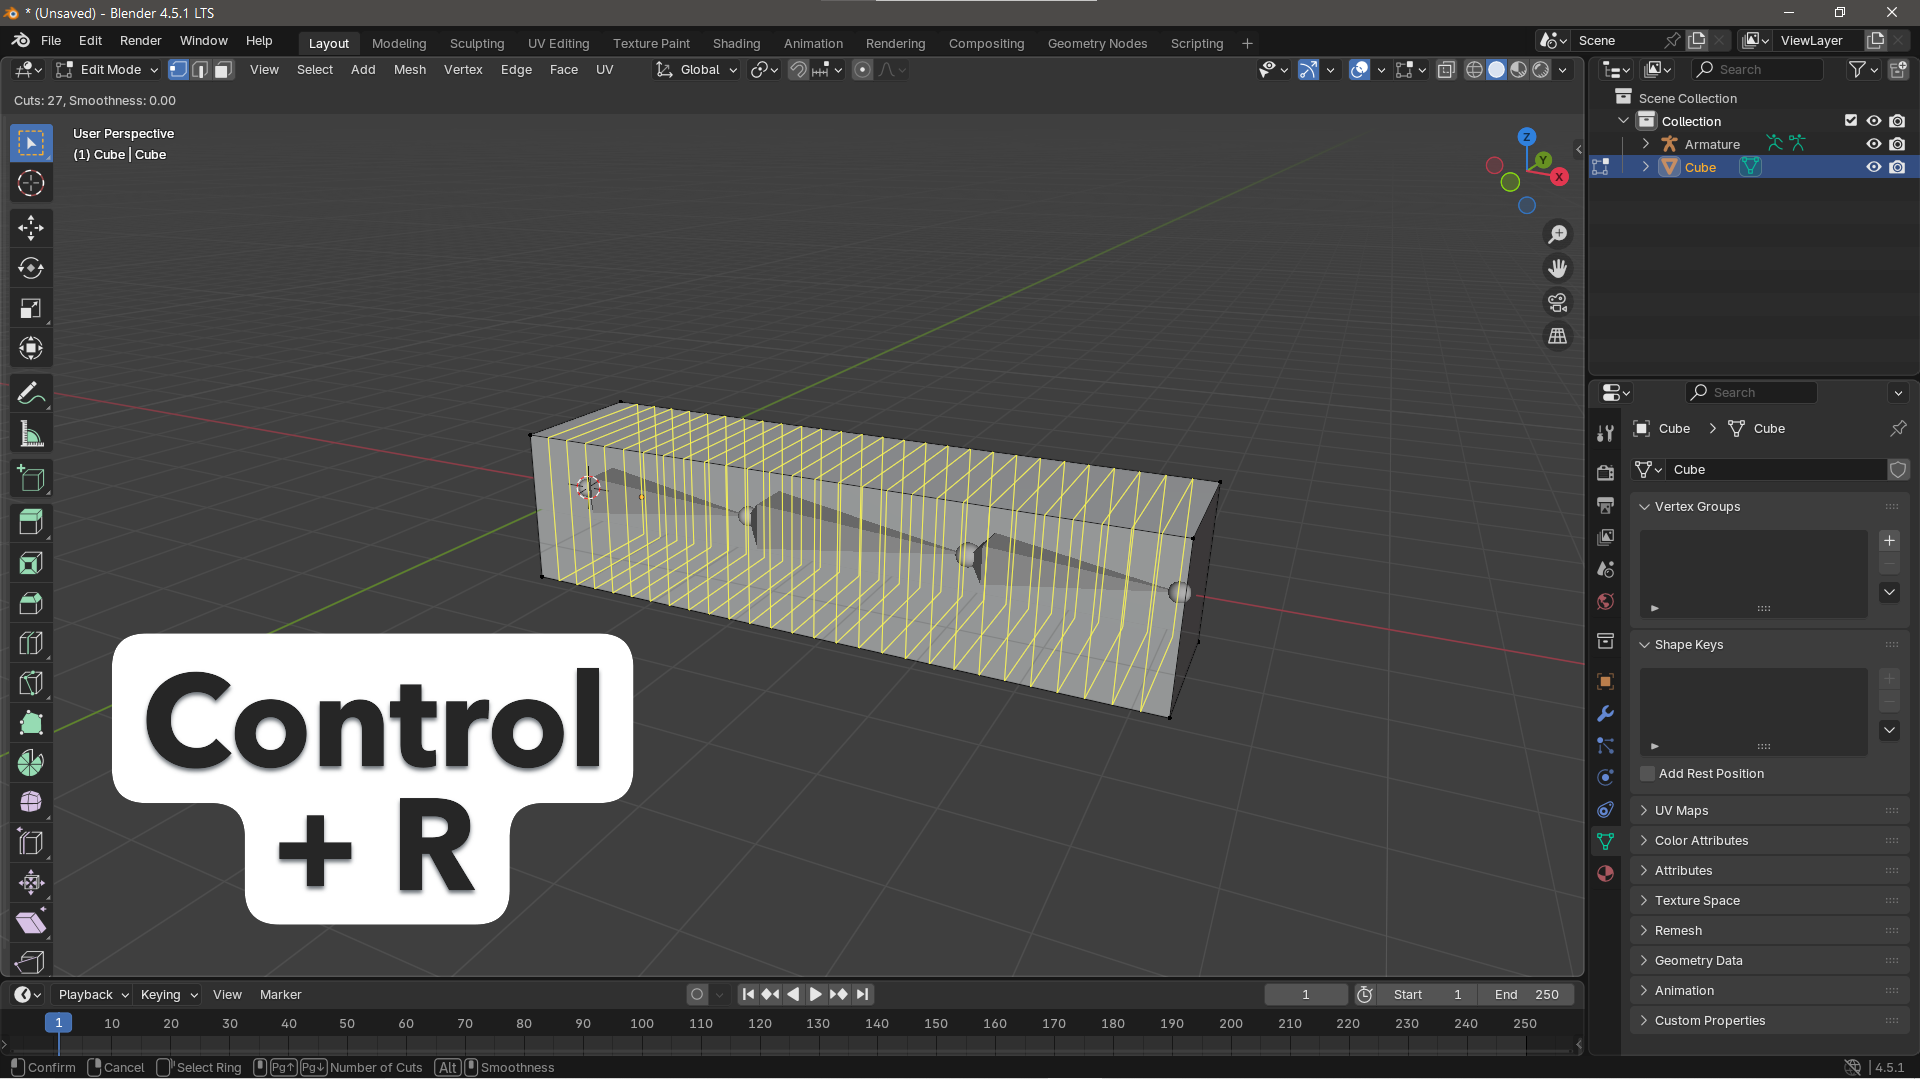 * (Unsaved) - Blender 4.5.1 LTS
File Edit Render Window Help Layout Modeling Sculpting UV Editing Texture Paint Shading Animation Rendering Compositing Geometry Nodes Scripting + Scene ViewLayer
Edit Mode View Select Add Mesh Vertex Edge Face UV Global Search
Cuts: 27, Smoothness: 0.00
User Perspective
(1) Cube | Cube
Z
Y
X
Scene Collection
Collection
Armature
Cube
Search
Cube > Cube
Cube
Vertex Groups
Shape Keys
Add Rest Position
UV Maps
Color Attributes
Attributes
Texture Space
Remesh
Geometry Data
Animation
Custom Properties
Control
+ R
Playback Keying View Marker 1 Start 1 End 250
1 10 20 30 40 50 60 70 80 90 100 110 120 130 140 150 160 170 180 190 200 210 220 230 240 250
Confirm Cancel Select Ring Pg↑ Pg↓ Number of Cuts Alt Smoothness 4.5.1